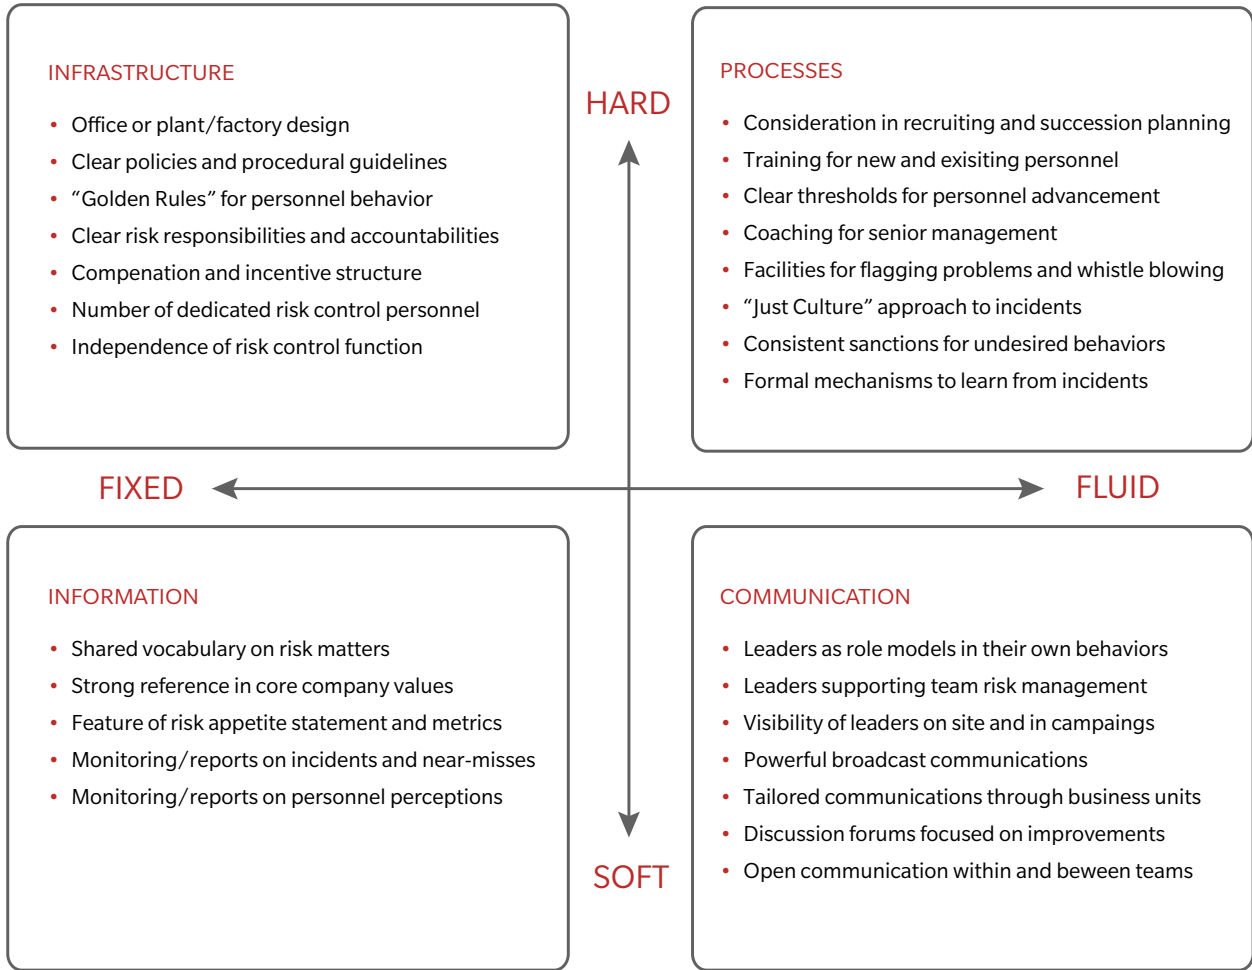 INFRASTRUCTURE
• Office or plant/factory design
• Clear policies and procedural guidelines
• “Golden Rules” for personnel behavior
• Clear risk responsibilities and accountabilities
• Compenation and incentive structure
• Number of dedicated risk control personnel
• Independence of risk control function
HARD
PROCESSES
• Consideration in recruiting and succession planning
• Training for new and exisiting personnel
• Clear thresholds for personnel advancement
• Coaching for senior management
• Facilities for flagging problems and whistle blowing
• “Just Culture” approach to incidents
• Consistent sanctions for undesired behaviors
• Formal mechanisms to learn from incidents
FIXED
FLUID
INFORMATION
• Shared vocabulary on risk matters
• Strong reference in core company values
• Feature of risk appetite statement and metrics
• Monitoring/reports on incidents and near-misses
• Monitoring/reports on personnel perceptions
SOFT
COMMUNICATION
• Leaders as role models in their own behaviors
• Leaders supporting team risk management
• Visibility of leaders on site and in campaings
• Powerful broadcast communications
• Tailored communications through business units
• Discussion forums focused on improvements
• Open communication within and beween teams